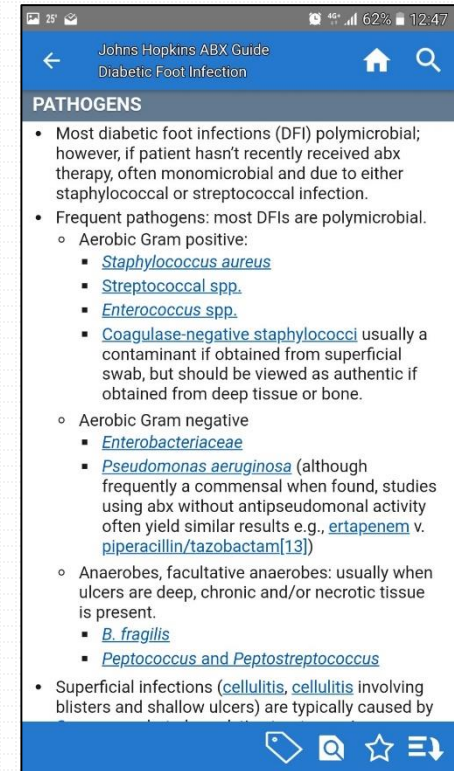 25° 4G+ 62% 12:47
Johns Hopkins ABX Guide
Diabetic Foot Infection
PATHOGENS
• Most diabetic foot infections (DFI) polymicrobial;
however, if patient hasn't recently received abx
therapy, often monomicrobial and due to either
staphylococcal or streptococcal infection.
• Frequent pathogens: most DFIs are polymicrobial.
○ Aerobic Gram positive:
▪ Staphylococcus aureus
▪ Streptococcal spp.
▪ Enterococcus spp.
▪ Coagulase-negative staphylococci usually a
contaminant if obtained from superficial
swab, but should be viewed as authentic if
obtained from deep tissue or bone.
○ Aerobic Gram negative
▪ Enterobacteriaceae
▪ Pseudomonas aeruginosa (although
frequently a commensal when found, studies
using abx without antipseudomonal activity
often yield similar results e.g., ertapenem v.
piperacillin/tazobactam[13])
○ Anaerobes, facultative anaerobes: usually when
ulcers are deep, chronic and/or necrotic tissue
is present.
▪ B. fragilis
▪ Peptococcus and Peptostreptococcus
• Superficial infections (cellulitis, cellulitis involving
blisters and shallow ulcers) are typically caused by